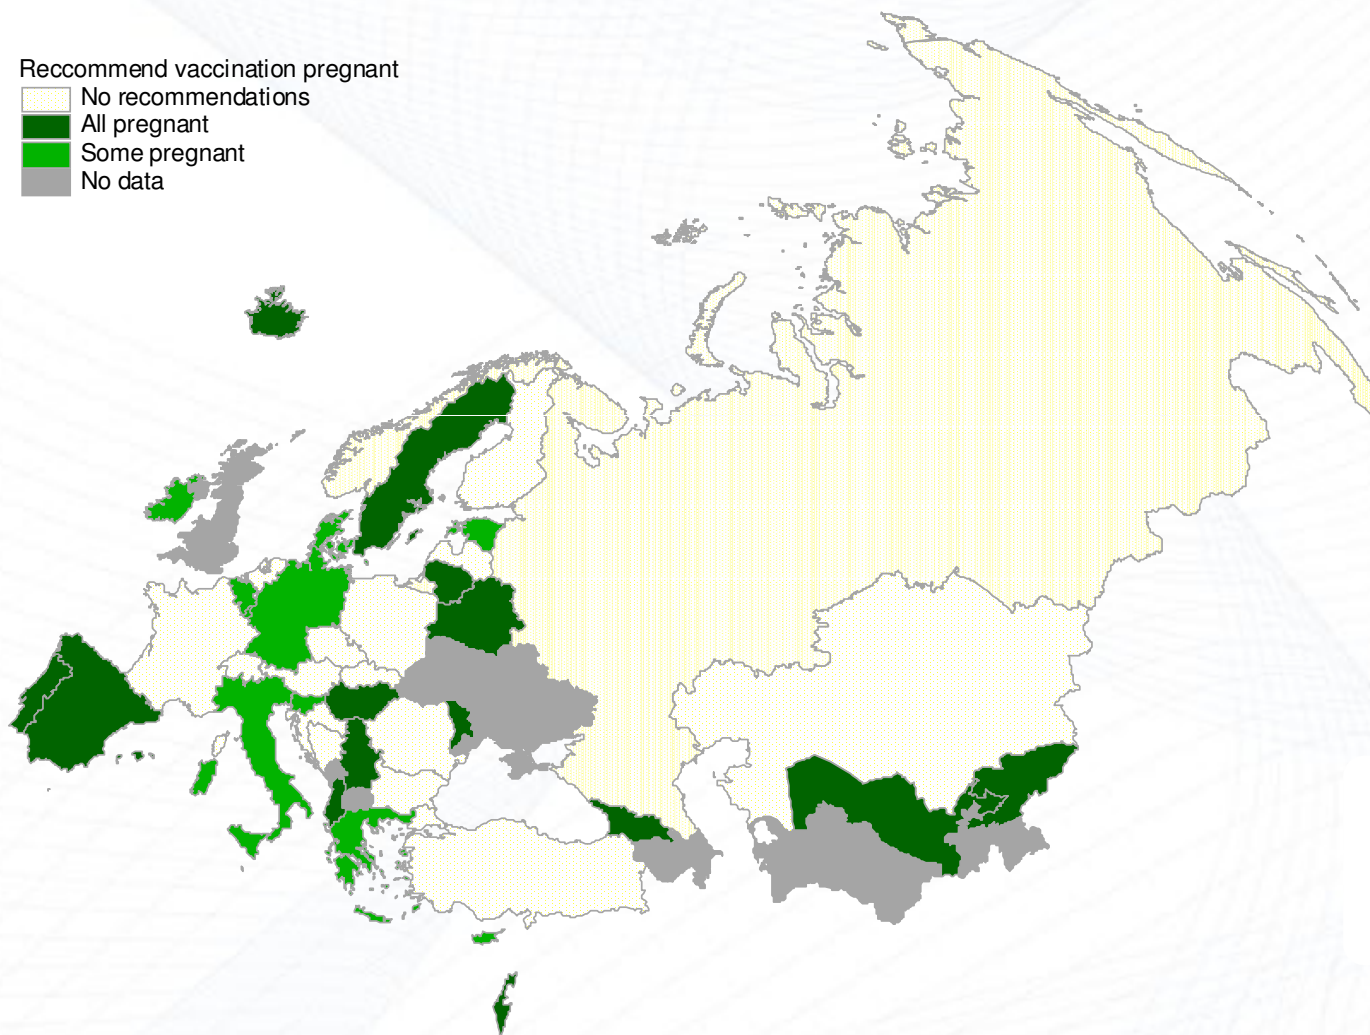 Reccommend vaccination pregnant
No recommendations
All pregnant
Some pregnant
No data